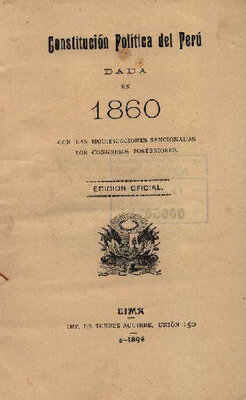 Constitución Política del Perú
DADA
EN
1860
CON LAS MODIFICACIONES SANCIONADAS
POR CONGRESOS POSTERIORES.
EDICION OFICIAL.
LIMA
IMP. DE TORRES AGUIRRE, UNIÓN 150
1898